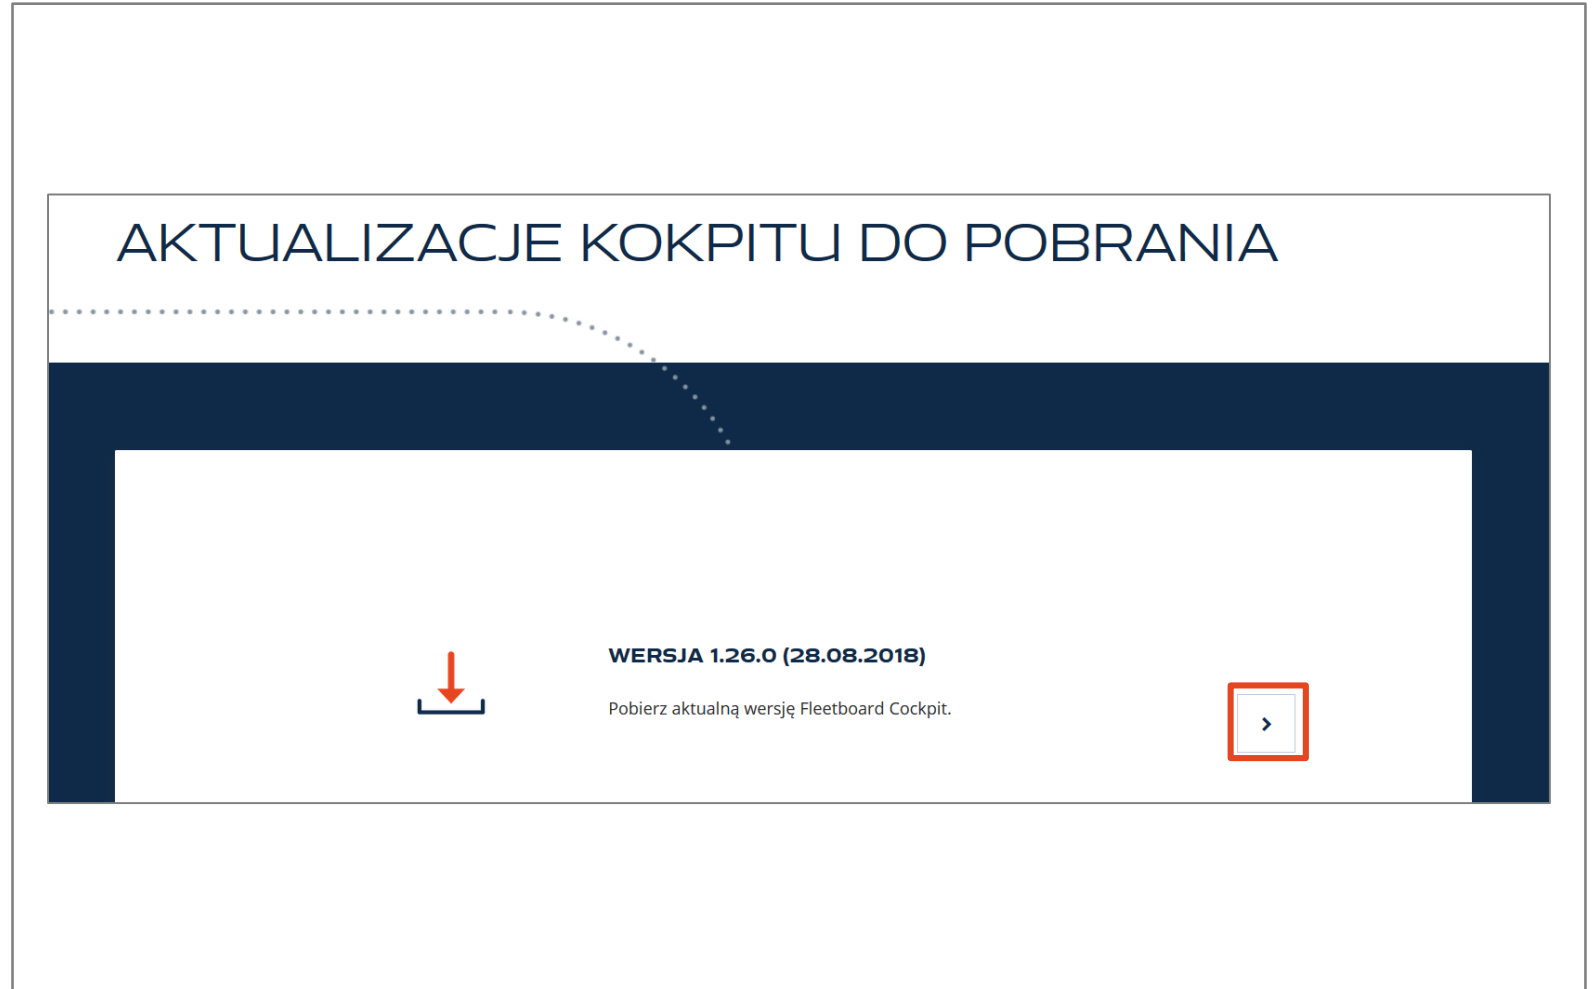 AKTUALIZACJE KOKPITU DO POBRANIA
WERSJA 1.26.0 (28.08.2018)
Pobierz aktualną wersję Fleetboard Cockpit.